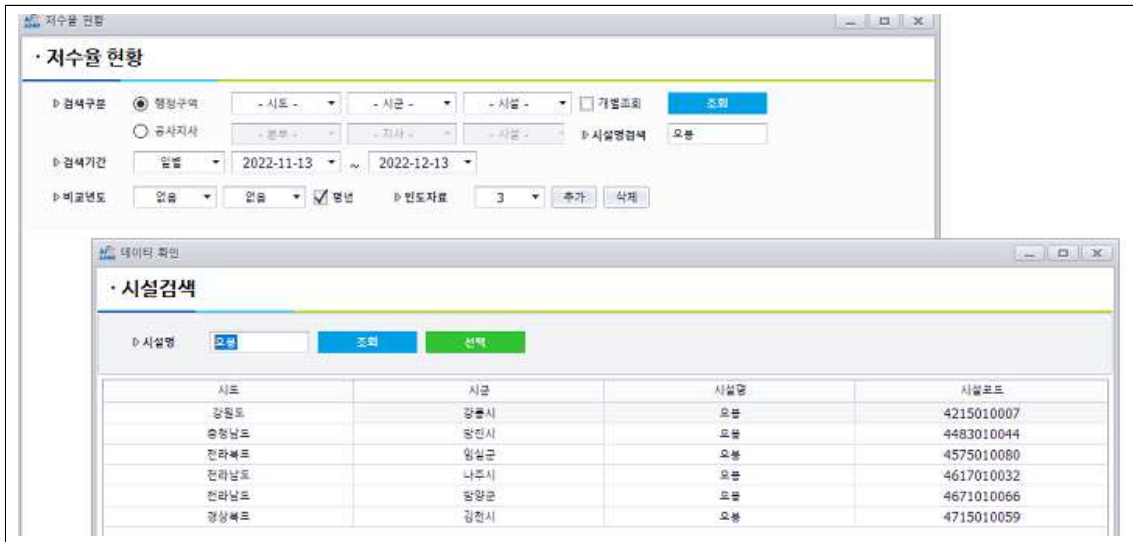 저수율 현황
· 저수율 현황
▷ 검색구분 행정구역 - 시도 - - 시군 - - 시설 - 개별조회 조회
공사지사 - 본부 - - 지사 - - 시설 - ▷ 시설명검색 오봉
▷ 검색기간 일별 2022-11-13 ~ 2022-12-13
▷ 비교년도 없음 없음 평년 ▷ 빈도자료 3 추가 삭제
데이터 확인
· 시설검색
▷ 시설명 오봉 조회 선택
시도 시군 시설명 시설코드
강원도 강릉시 오봉 4215010007
충청남도 당진시 오봉 4483010044
전라북도 임실군 오봉 4575010080
전라남도 나주시 오봉 4617010032
전라남도 담양군 오봉 4671010066
경상북도 김천시 오봉 4715010059